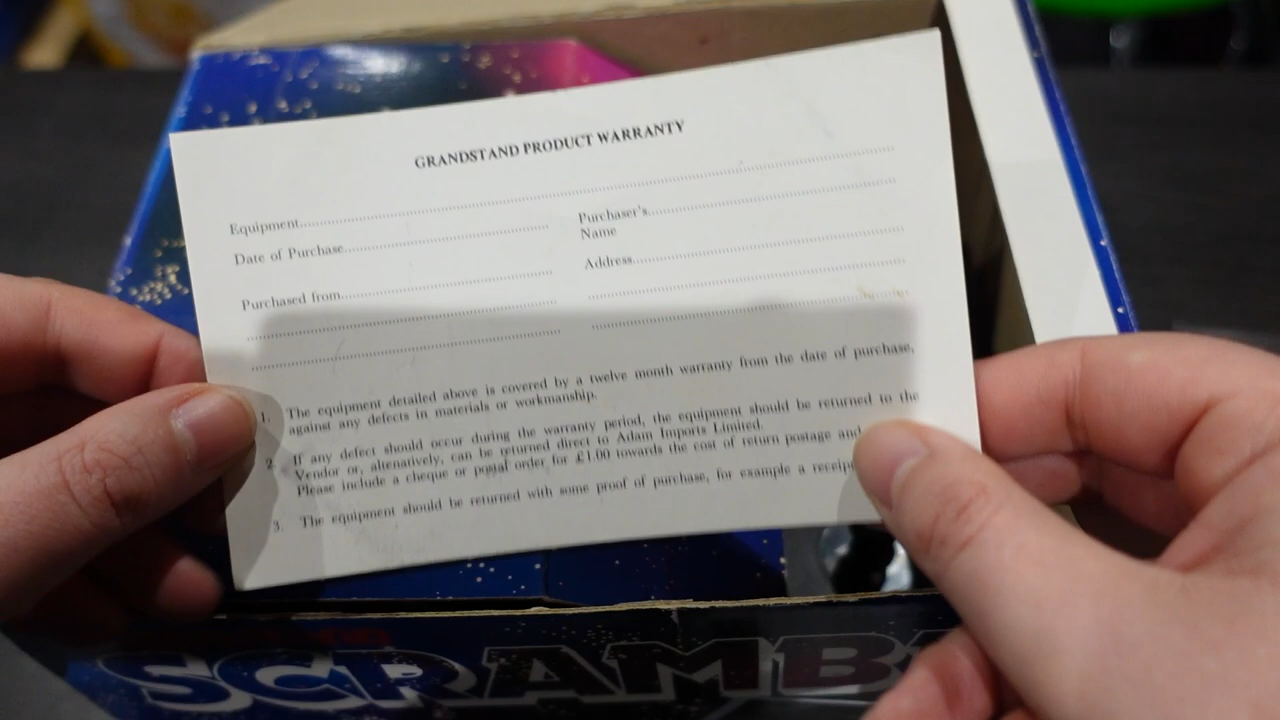 GRANDSTAND PRODUCT WARRANTY
Equipment
Date of Purchase
Purchaser's
Name
Purchased from
Address
1. The equipment detailed above is covered by a twelve month warranty from the date of purchase,
against any defects in materials or workmanship.
2. If any defect should occur during the warranty period, the equipment should be returned to the
Vendor or, altenatively, can be returned direct to Adam Imports Limited.
Please include a cheque or postal order for £1.00 towards the cost of return postage and
3. The equipment should be returned with some proof of purchase, for example a receip
SCRAMB